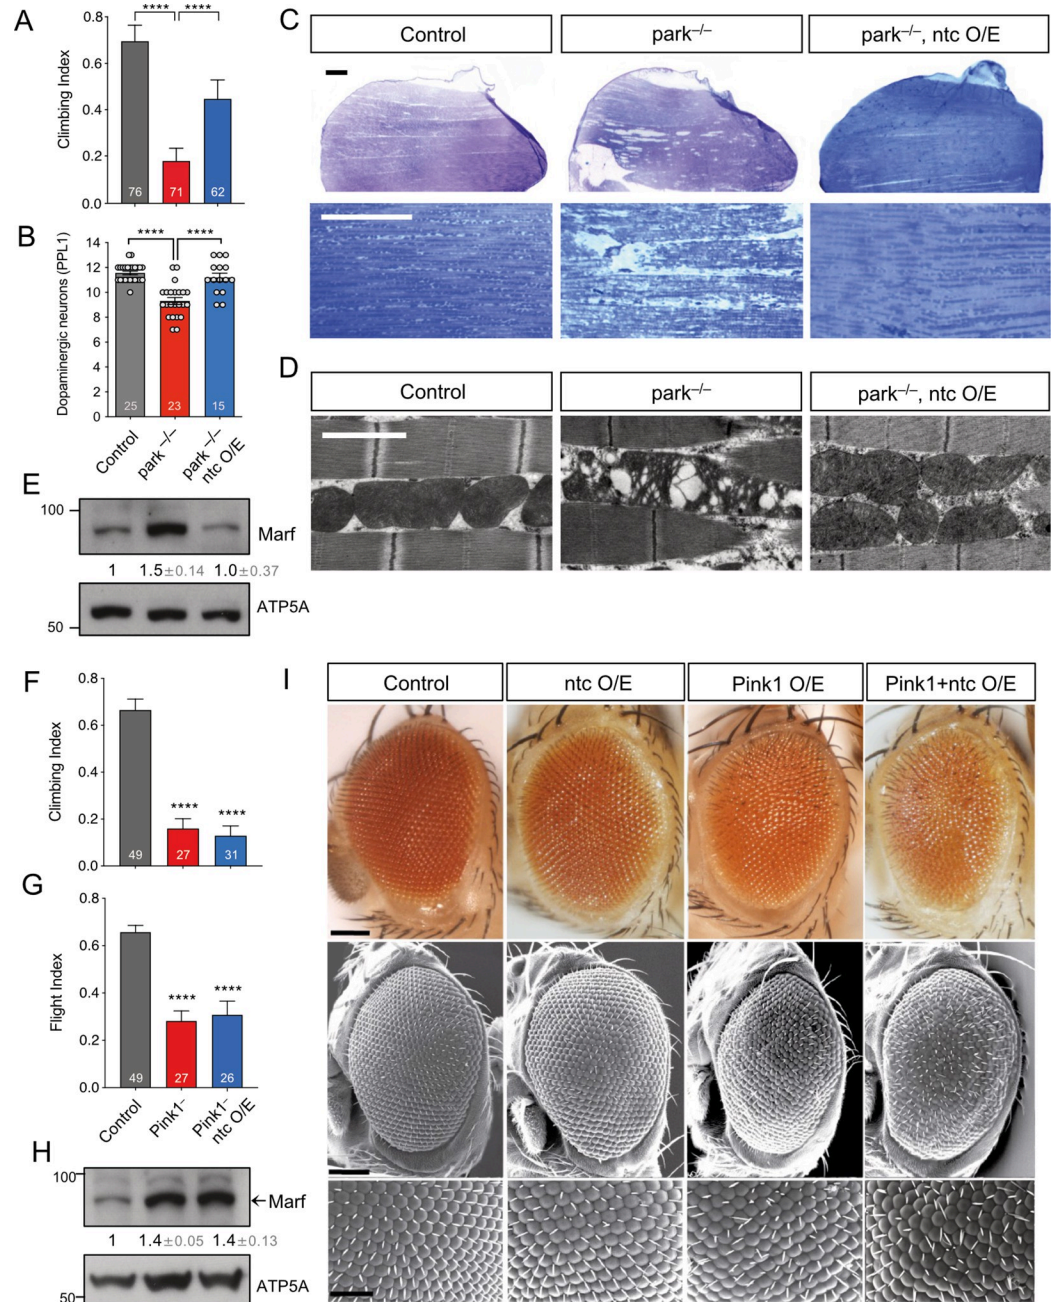 A
****
****
Climbing Index
0.8
0.6
0.4
0.2
0.0
76
71
62
B
****
****
Dopaminergic neurons (PPL1)
14
12
10
8
6
4
2
0
25
23
15
Control
park –/–
park –/–
ntc O/E
C
Control
park–/–
park–/–, ntc O/E
D
Control
park–/–
park–/–, ntc O/E
E
100
Marf
1 1.5±0.14 1.0±0.37
ATP5A
50
F
Climbing Index
0.8
0.6
0.4
0.2
0.0
****
****
49
27
31
G
Flight Index
0.8
0.6
0.4
0.2
0.0
****
****
49
27
26
Control
Pink1-
Pink1-
ntc O/E
H
100
←Marf
1 1.4±0.05 1.4±0.13
ATP5A
50
I
Control
ntc O/E
Pink1 O/E
Pink1+ntc O/E